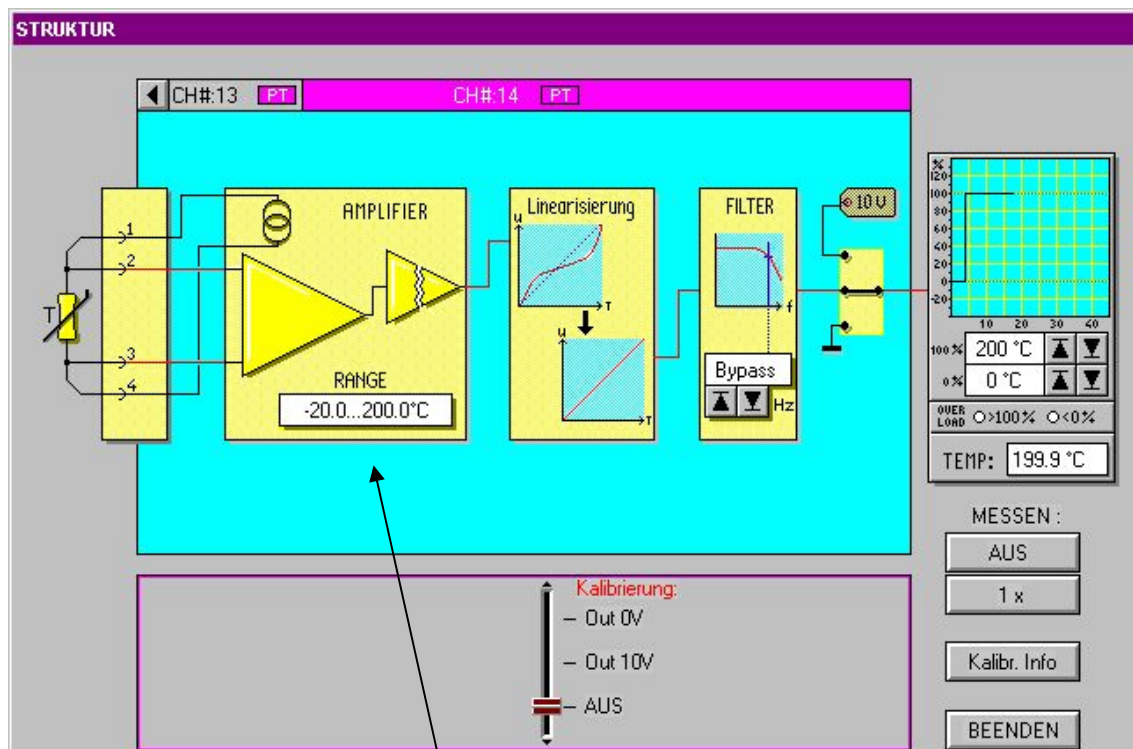 STRUKTUR
CH#:13 PT CH#:14 PT
1
2
3
4
T
AMPLIFIER
RANGE
-20.0...200.0°C
Linearisierung
u
T
u
T
FILTER
f
Bypass
Hz
10 U
%
120
100
80
60
40
20
0
-20
10 20 30 40
100% 200 °C
0% 0 °C
OVER LOAD >100% <0%
TEMP: 199.9 °C
MESSEN :
AUS
1 x
Kalibr. Info
BEENDEN
Kalibrierung:
Out 0V
Out 10V
AUS